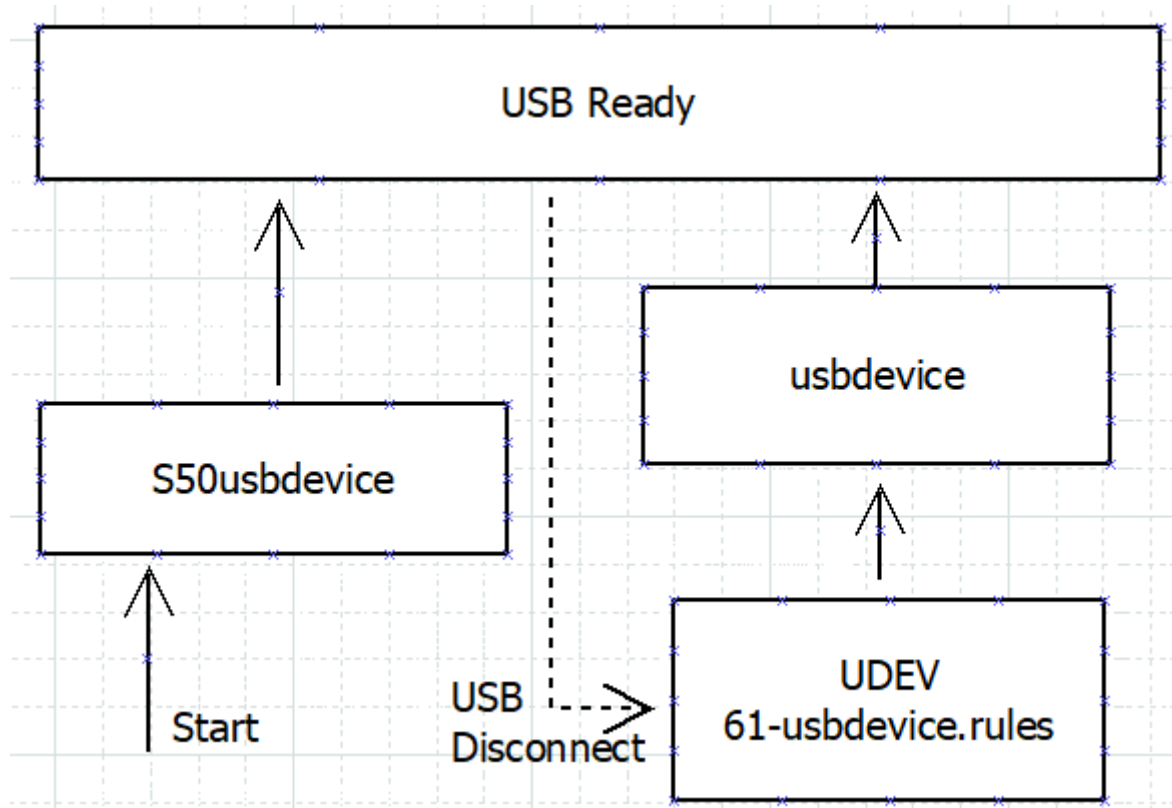 USB Ready
usbdevice
S50usbdevice
Start
USB
Disconnect
UDEV
61-usbdevice.rules